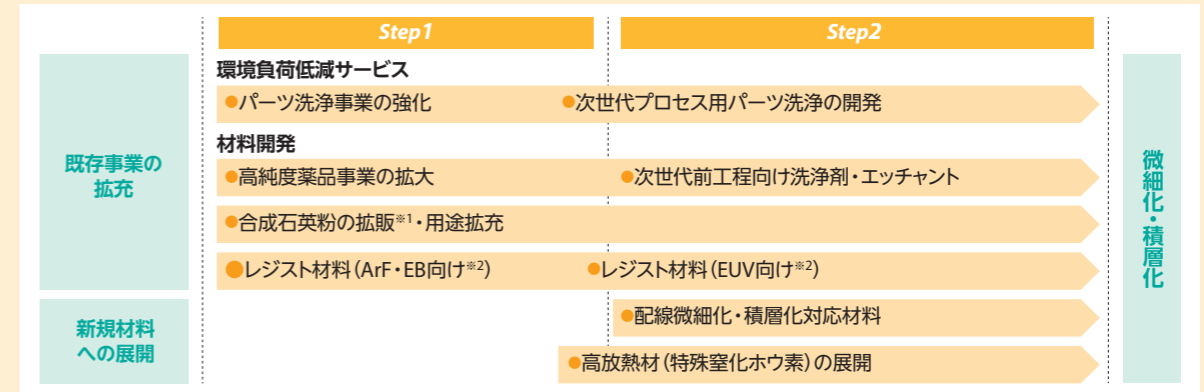 Step1
Step2
既存事業の
拡充
環境負荷低減サービス
●パーツ洗浄事業の強化
●次世代プロセス用パーツ洗浄の開発
材料開発
●高純度薬品事業の拡大
●次世代前工程向け洗浄剤・エッチャント
●合成石英粉の拡販※1・用途拡充
●レジスト材料（ArF・EB向け※2）
●レジスト材料（EUV向け※2）
新規材料
への展開
●配線微細化・積層化対応材料
●高放熱材（特殊窒化ホウ素）の展開
微細化・積層化